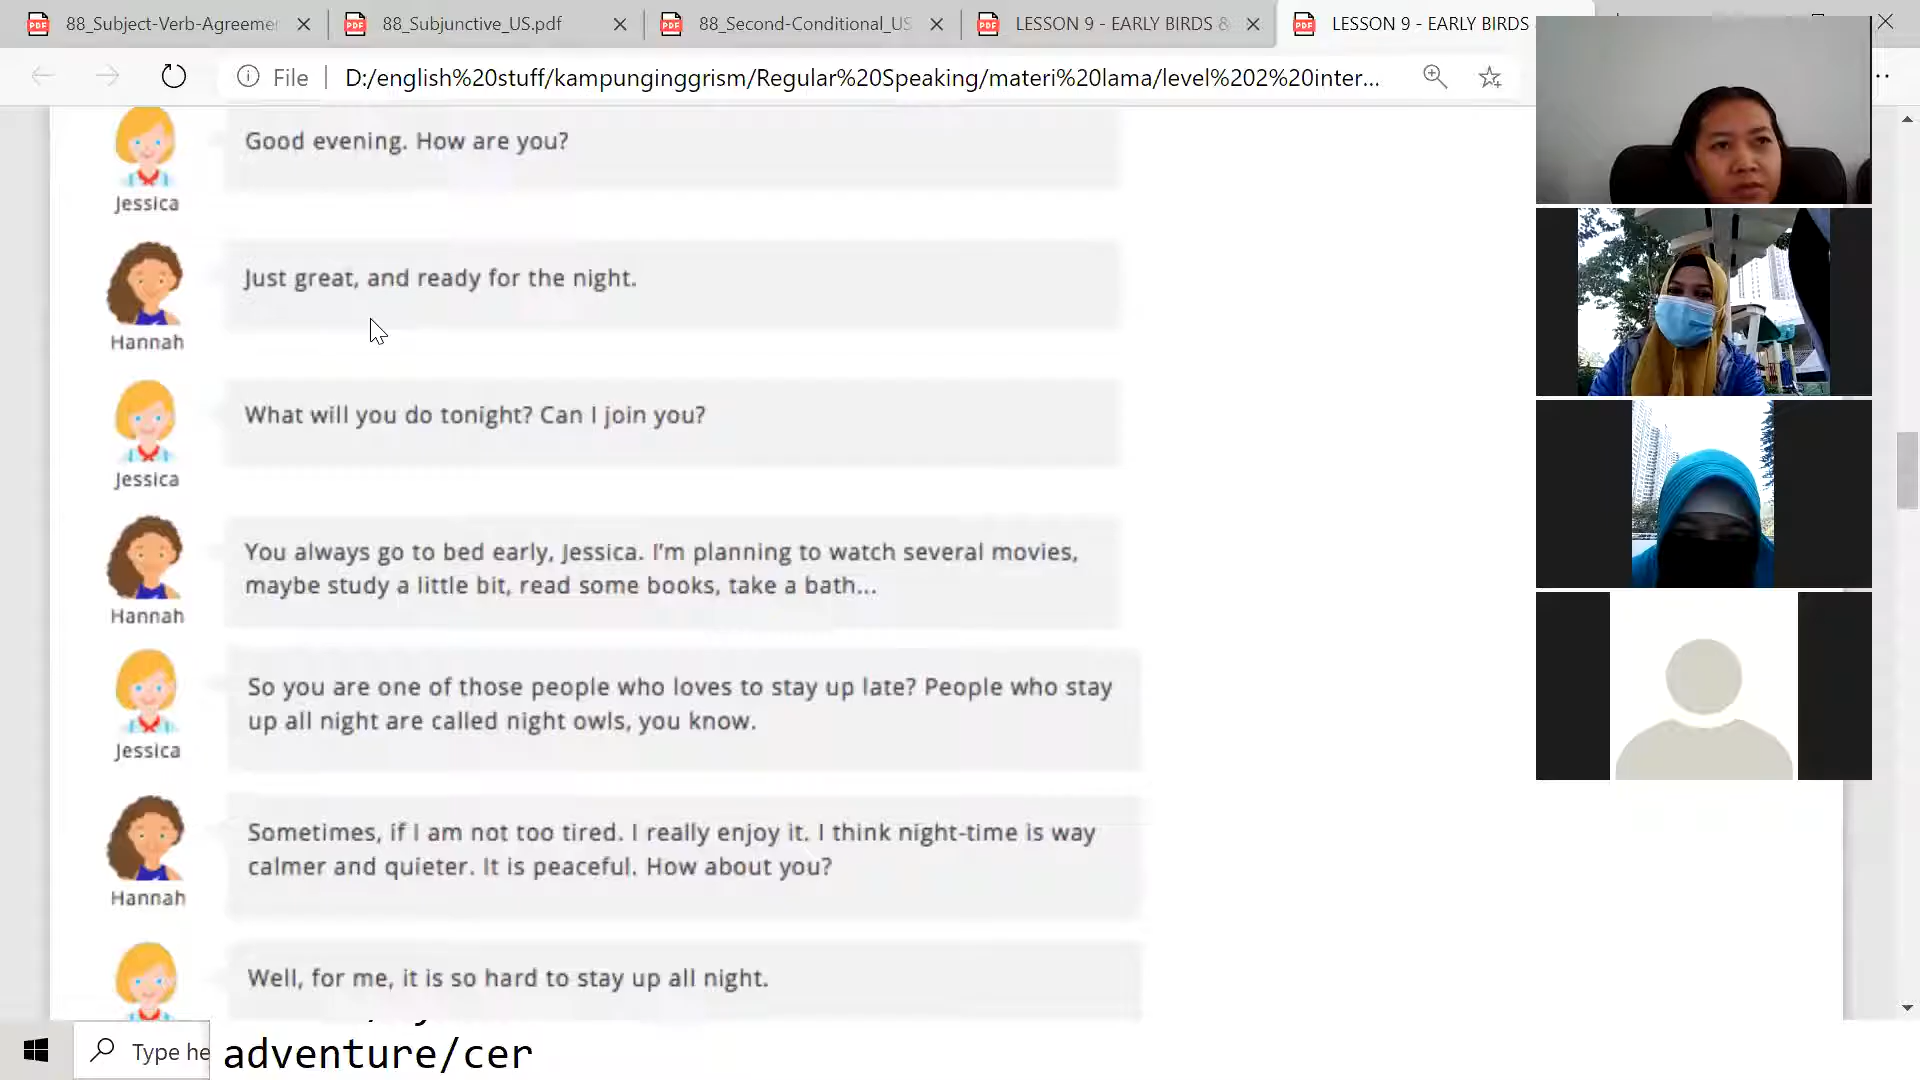 88_Subject-Verb-Agreemen
88_Subjunctive_US.pdf
88_Second-Conditional_US
LESSON 9 - EARLY BIRDS &
LESSON 9 - EARLY BIRDS
File
D:/english%20stuff/kampunginggrism/Regular%20Speaking/materi%20lama/level%202%20inter...
Good evening. How are you?
Jessica
Just great, and ready for the night.
Hannah
What will you do tonight? Can I join you?
Jessica
You always go to bed early, Jessica. I'm planning to watch several movies,
maybe study a little bit, read some books, take a bath...
Hannah
So you are one of those people who loves to stay up late? People who stay
up all night are called night owls, you know.
Jessica
Sometimes, if I am not too tired. I really enjoy it. I think night-time is way
calmer and quieter. It is peaceful. How about you?
Hannah
Well, for me, it is so hard to stay up all night.
Type he
adventure/cer